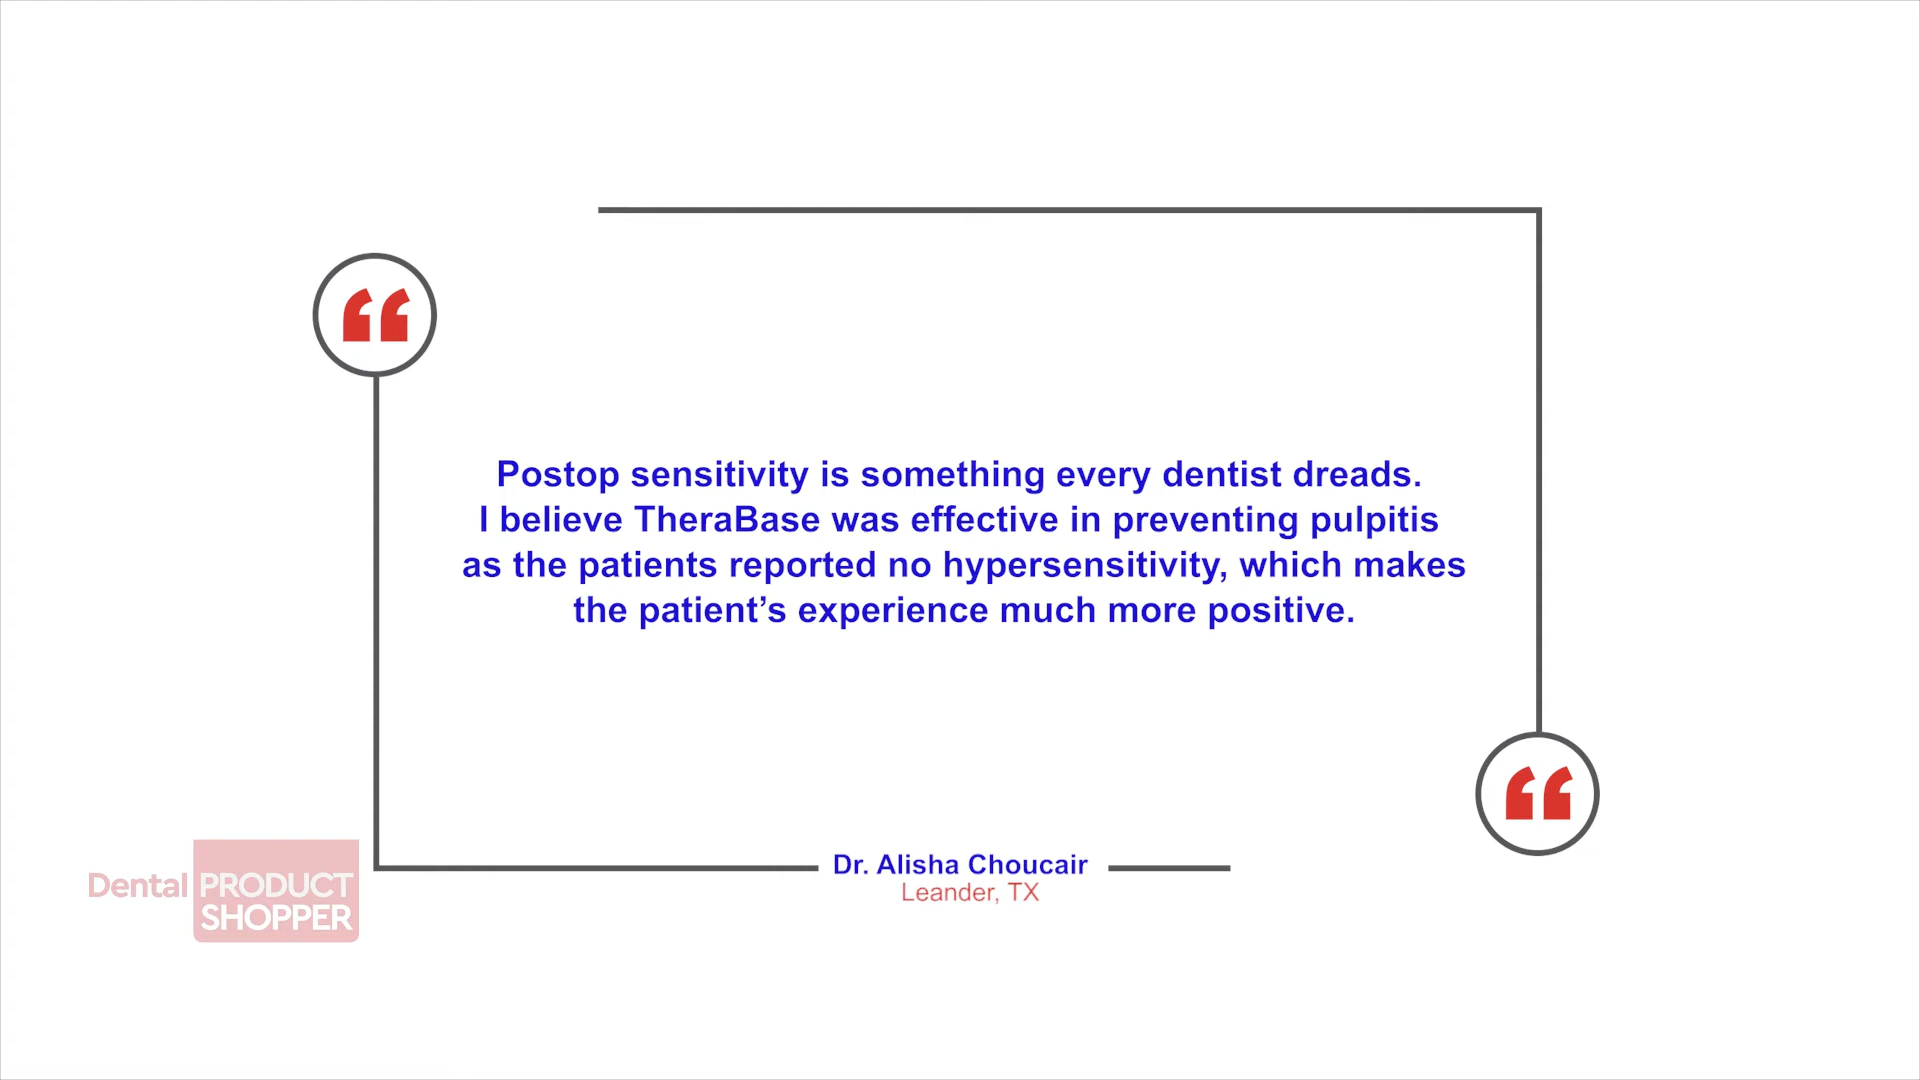 “
Postop sensitivity is something every dentist dreads.
I believe TheraBase was effective in preventing pulpitis
as the patients reported no hypersensitivity, which makes
the patient’s experience much more positive.
“
Dr. Alisha Choucair
Leander, TX
Dental PRODUCT
SHOPPER